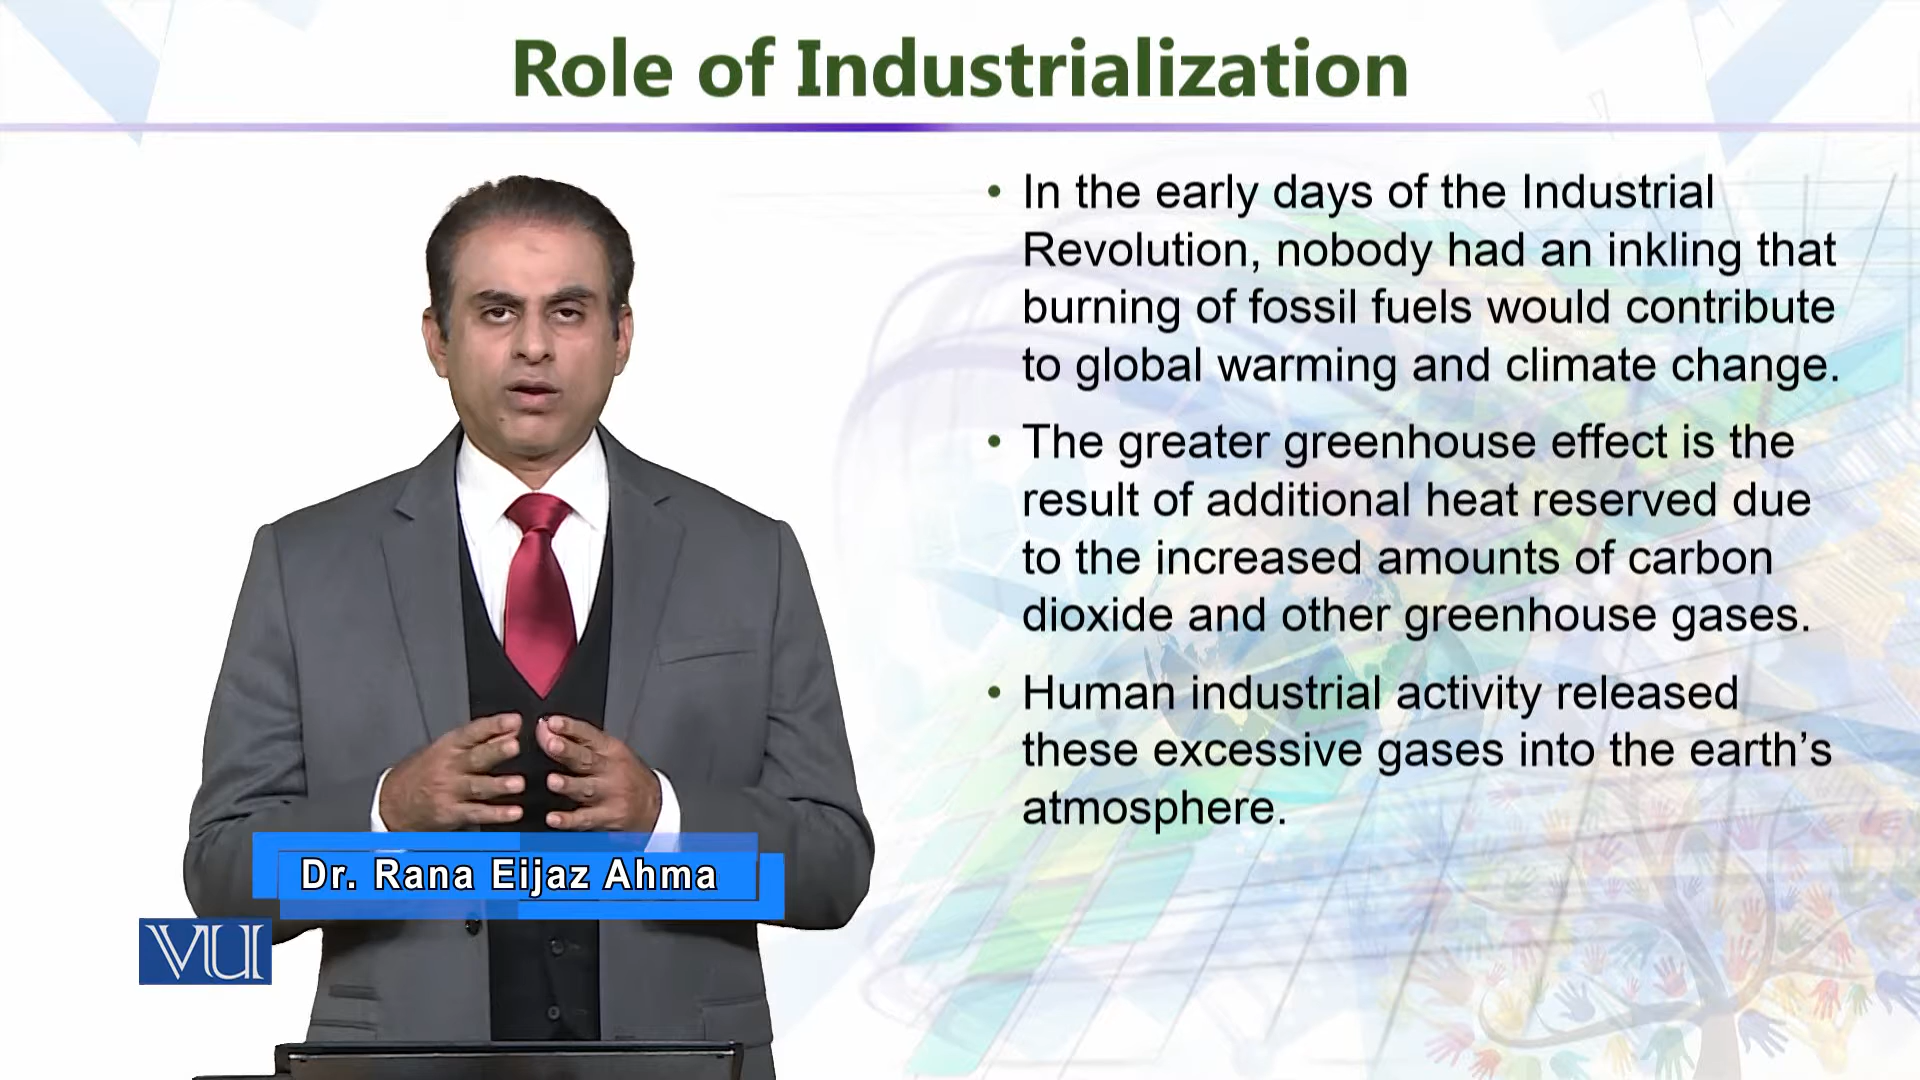 Role of Industrialization
• In the early days of the Industrial
Revolution, nobody had an inkling that
burning of fossil fuels would contribute
to global warming and climate change.
• The greater greenhouse effect is the
result of additional heat reserved due
to the increased amounts of carbon
dioxide and other greenhouse gases.
• Human industrial activity released
these excessive gases into the earth’s
atmosphere.
Dr. Rana Eijaz Ahma
VU